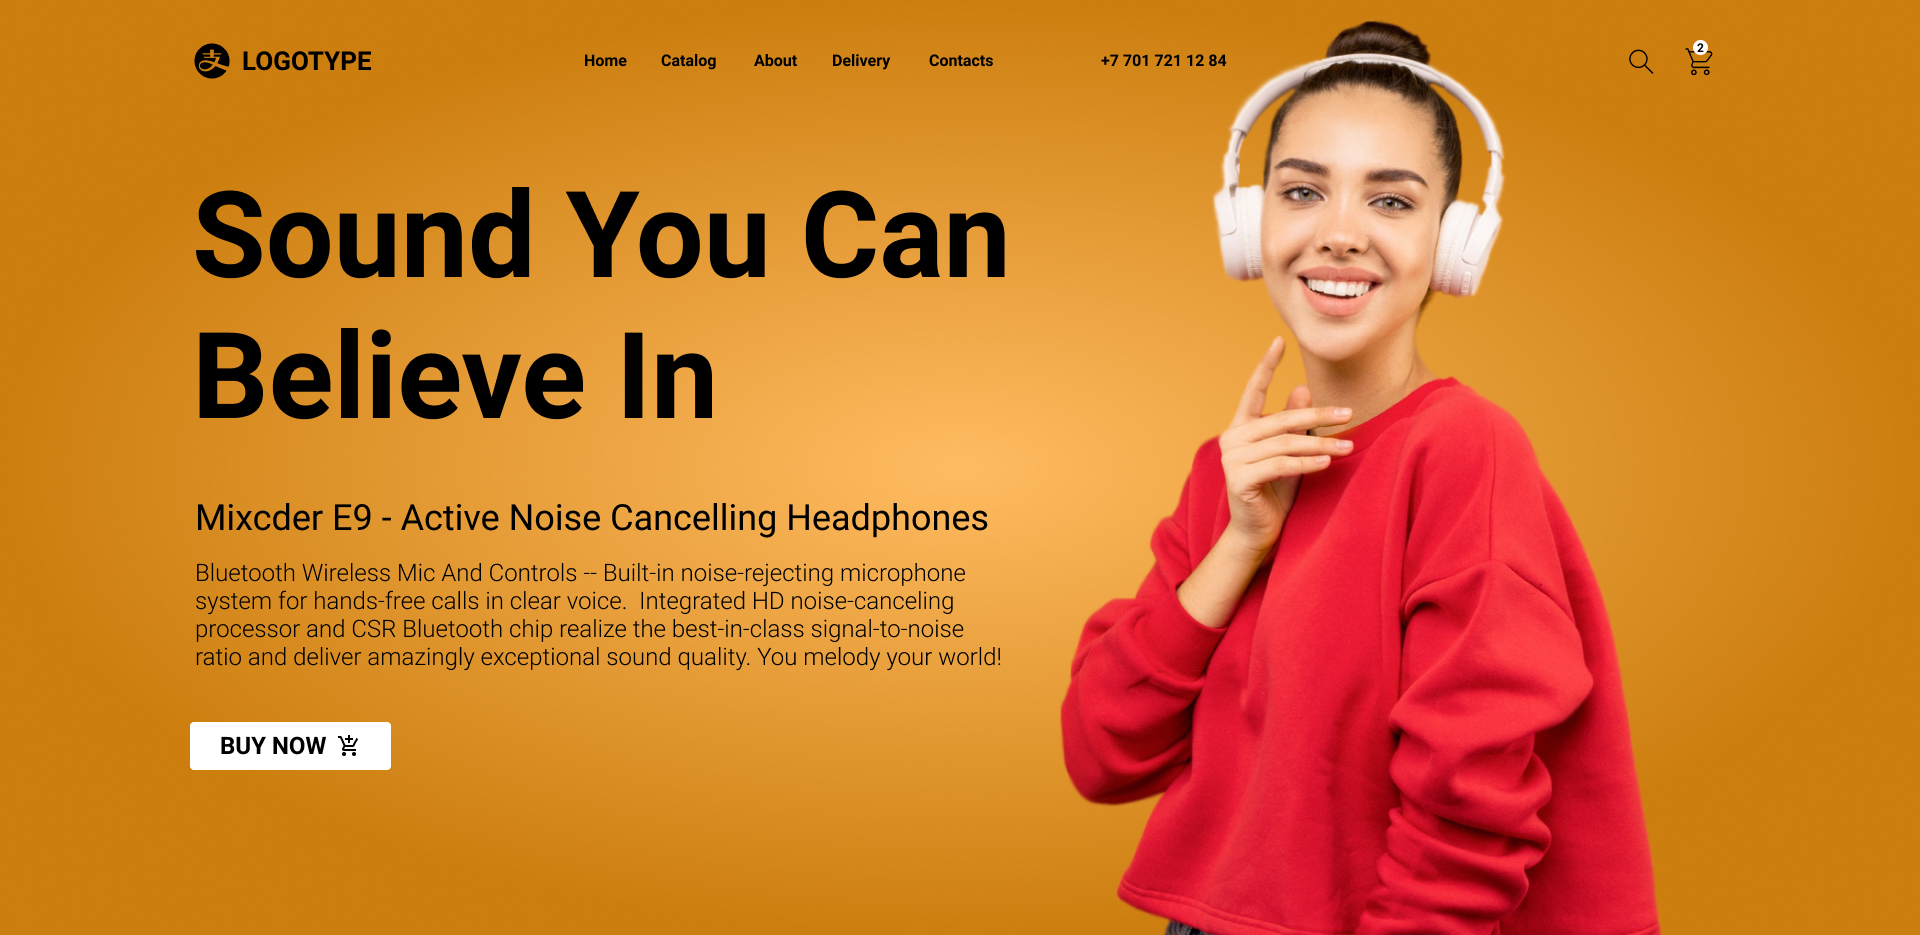 LOGOTYPE
Home Catalog About Delivery Contacts
+7 701 721 12 84
2
Sound You Can
Believe In
Mixcder E9 - Active Noise Cancelling Headphones
Bluetooth Wireless Mic And Controls -- Built-in noise-rejecting microphone
system for hands-free calls in clear voice.  Integrated HD noise-canceling
processor and CSR Bluetooth chip realize the best-in-class signal-to-noise
ratio and deliver amazingly exceptional sound quality. You melody your world!
BUY NOW